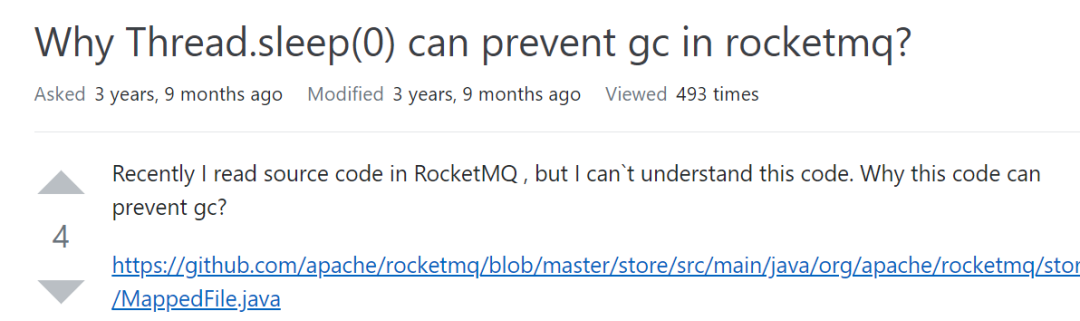 Why Thread.sleep(0) can prevent gc in rocketmq?
Asked 3 years, 9 months ago Modified 3 years, 9 months ago Viewed 493 times
Recently I read source code in RocketMQ , but I can`t understand this code. Why this code can
prevent gc?
4
https://github.com/apache/rocketmq/blob/master/store/src/main/java/org/apache/rocketmq/stor
/MappedFile.java